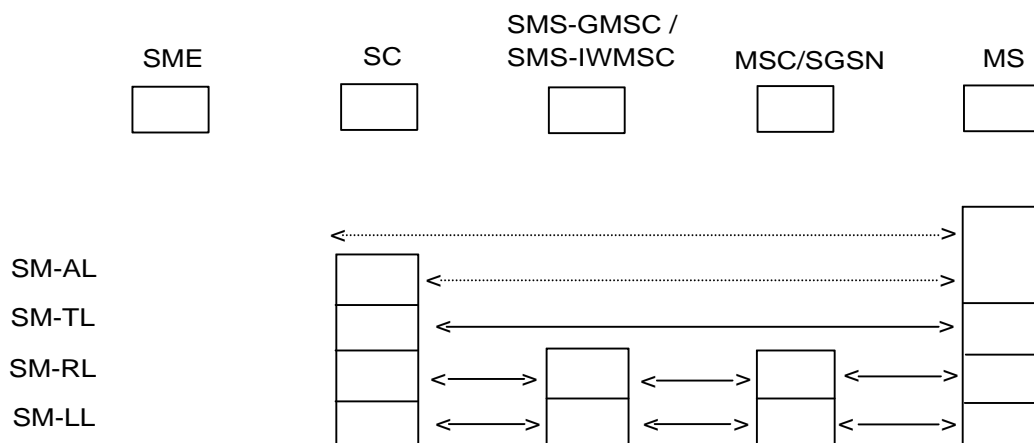 SME
SC
SMS-GMSC /
SMS-IWMSC
MSC/SGSN
MS
SM-AL
SM-TL
SM-RL
SM-LL